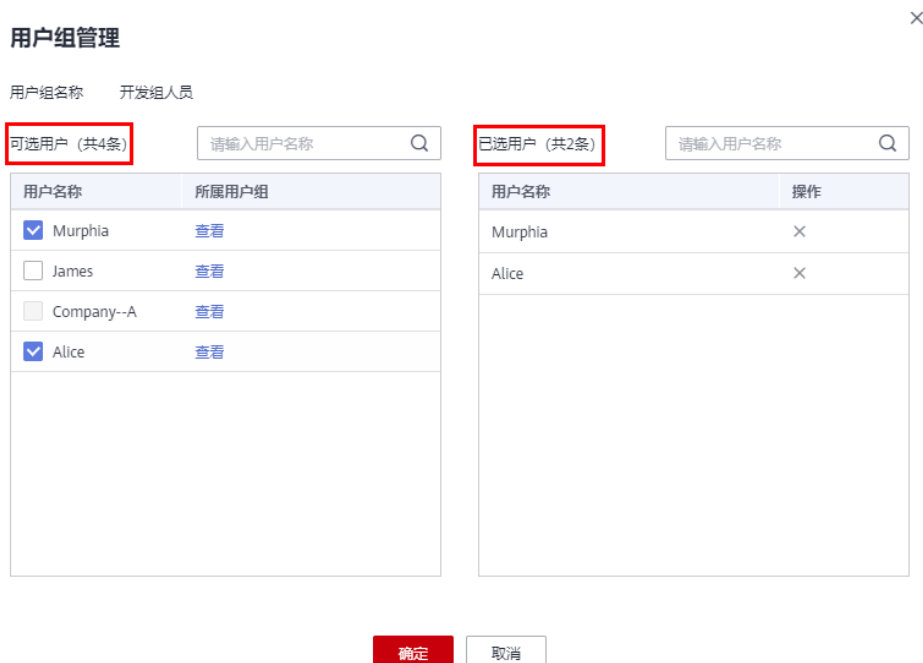 用户组管理
用户组名称 开发组人员
可选用户（共4条） 请输入用户名称
用户名称 所属用户组
Murphia 查看
James 查看
Company--A 查看
Alice 查看
已选用户（共2条） 请输入用户名称
用户名称 操作
Murphia
Alice
确定 取消